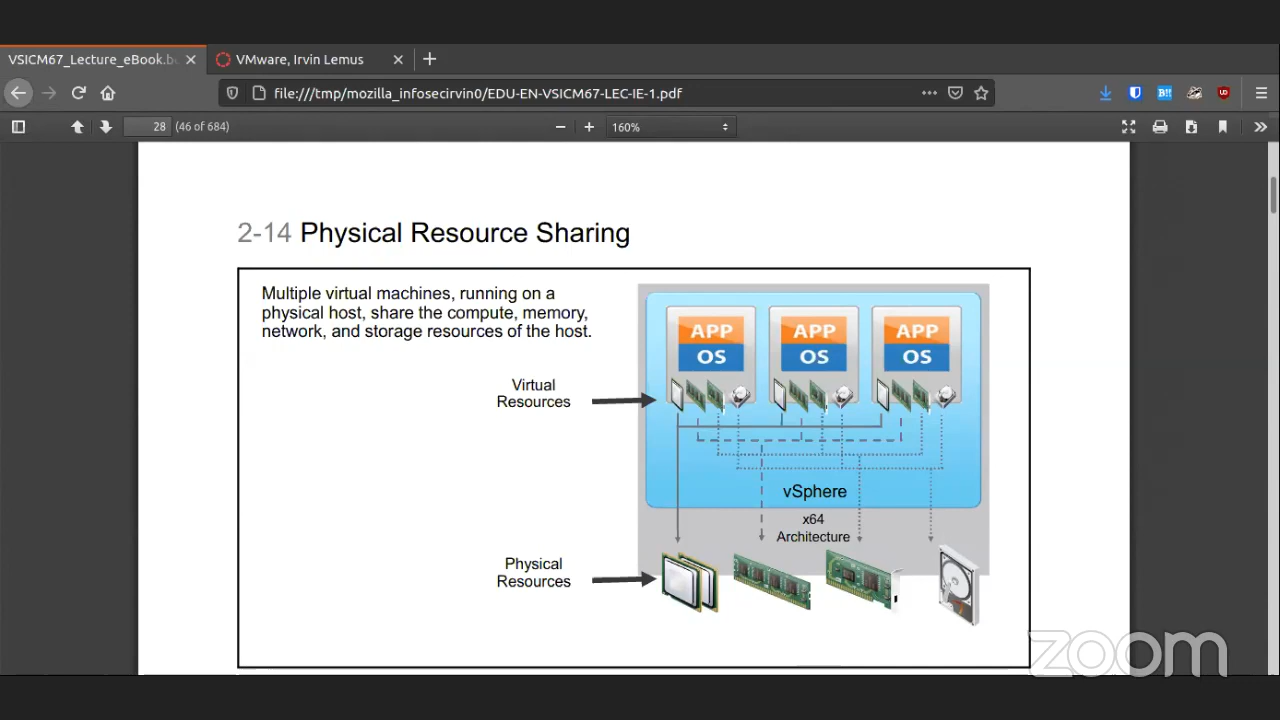 VSICM67_Lecture_eBook.b
VMware, Irvin Lemus
file:///tmp/mozilla_infosecirvin0/EDU-EN-VSICM67-LEC-IE-1.pdf
28 (46 of 684)
160%
2-14 Physical Resource Sharing
Multiple virtual machines, running on a
physical host, share the compute, memory,
network, and storage resources of the host.
APP APP APP
OS OS OS
Virtual
Resources
vSphere
x64
Architecture
Physical
Resources
zoom